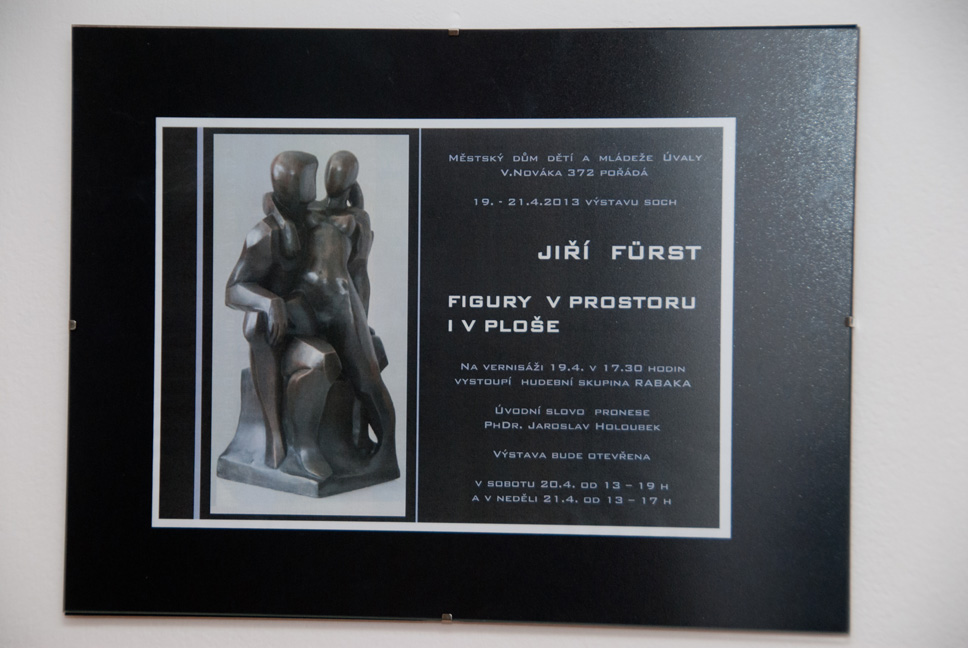 Městský dům dětí a mládeže Úvaly
V.Nováka 372 pořádá
19. - 21.4.2013 výstavu soch
JIŘÍ FÜRST
FIGURY V PROSTORU
I V PLOŠE
Na vernisáži 19.4. v 17.30 hodin
vystoupí hudební skupina RABAKA
Úvodní slovo pronese
PhDr. Jaroslav Holoubek
Výstava bude otevřena
v sobotu 20.4. od 13 – 19 h
a v neděli 21.4. od 13 – 17 h